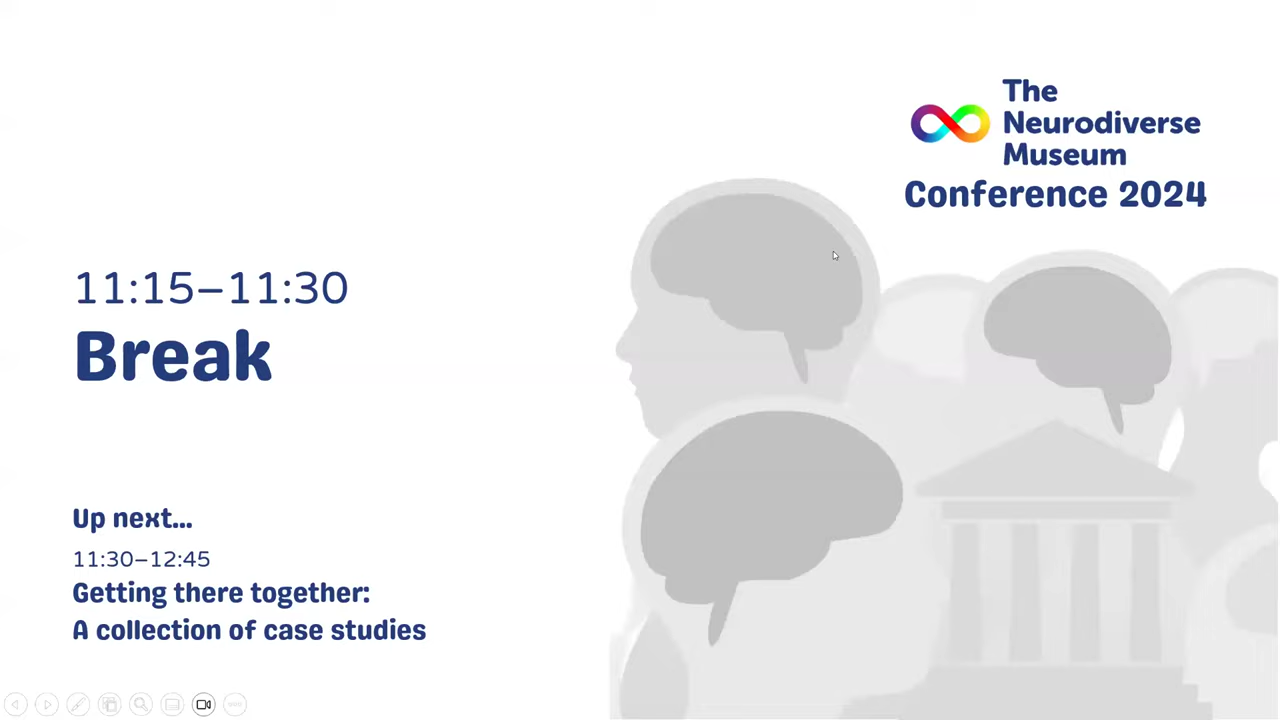 The
Neurodiverse
Museum
Conference 2024
11:15–11:30
Break
Up next...
11:30–12:45
Getting there together:
A collection of case studies